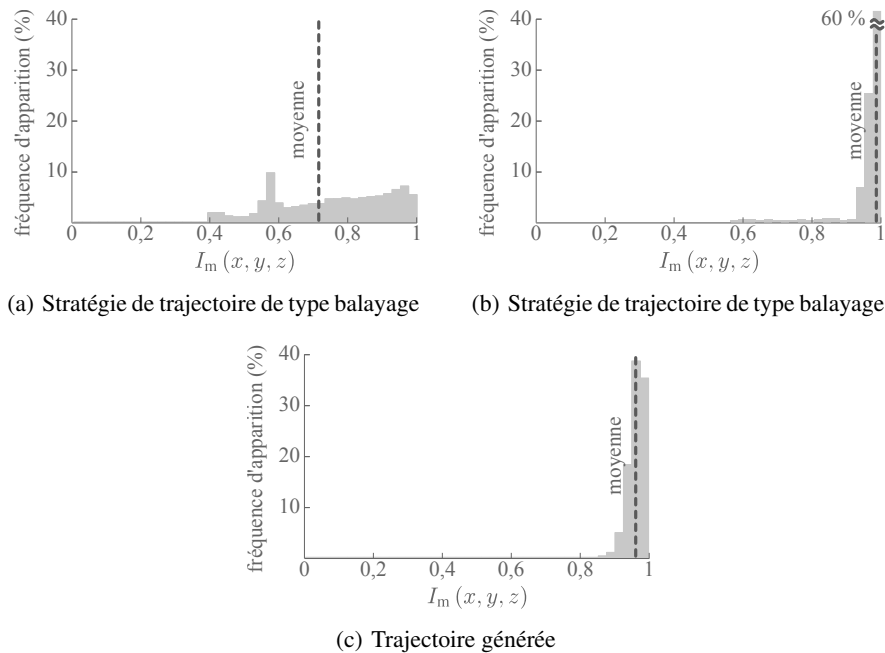 fréquence d'apparition (%)
40
30
20
10
moyenne
0
0,2
0,4
0,6
0,8
1
I_m (x, y, z)
(a) Stratégie de trajectoire de type balayage
fréquence d'apparition (%)
40
30
20
10
60 %
moyenne
0
0,2
0,4
0,6
0,8
1
I_m (x, y, z)
(b) Stratégie de trajectoire de type balayage
fréquence d'apparition (%)
40
30
20
10
moyenne
0
0,2
0,4
0,6
0,8
1
I_m (x, y, z)
(c) Trajectoire générée